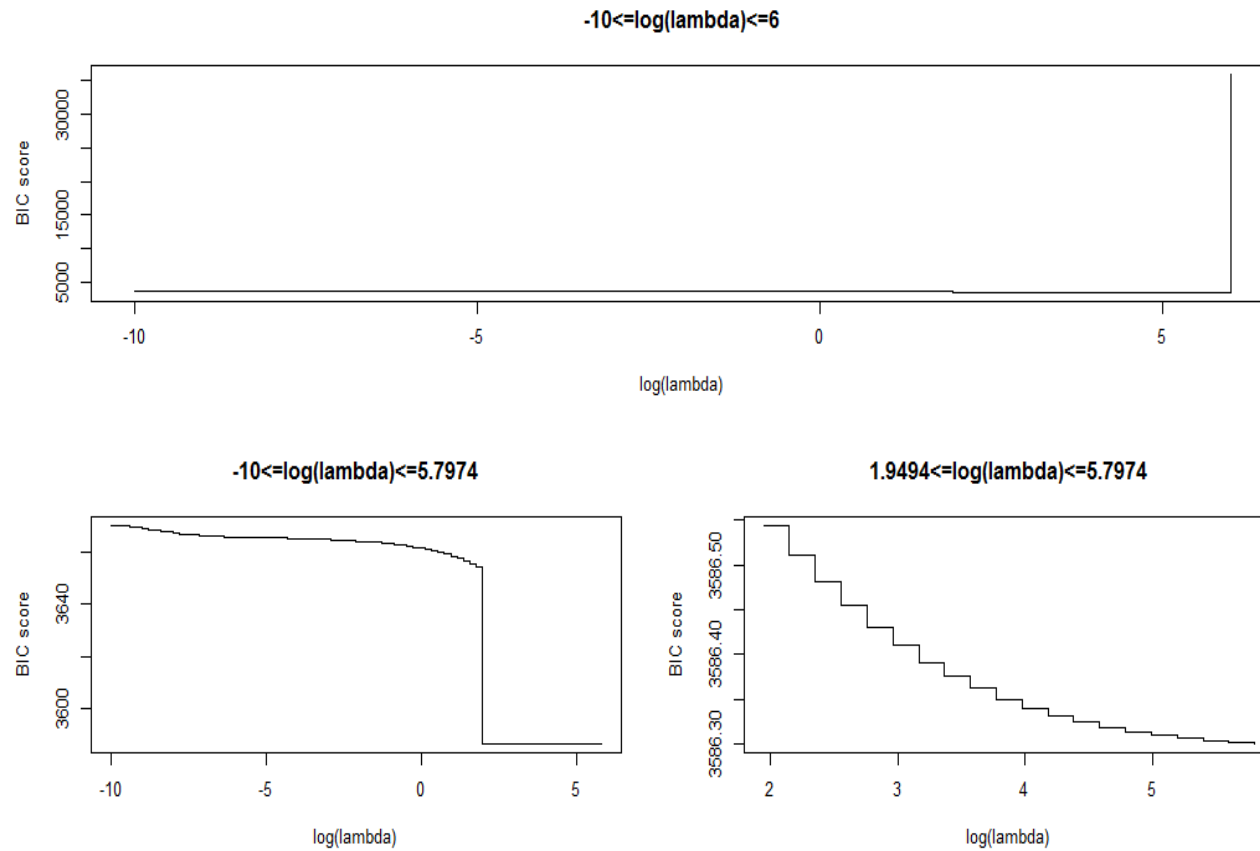 -10<=log(lambda)<=6
BIC score
30000
15000
5000
-10 -5 0 5
log(lambda)
-10<=log(lambda)<=5.7974
BIC score
3640
3600
-10 -5 0 5
log(lambda)
1.9494<=log(lambda)<=5.7974
BIC score
3586.50
3586.40
3586.30
2 3 4 5
log(lambda)